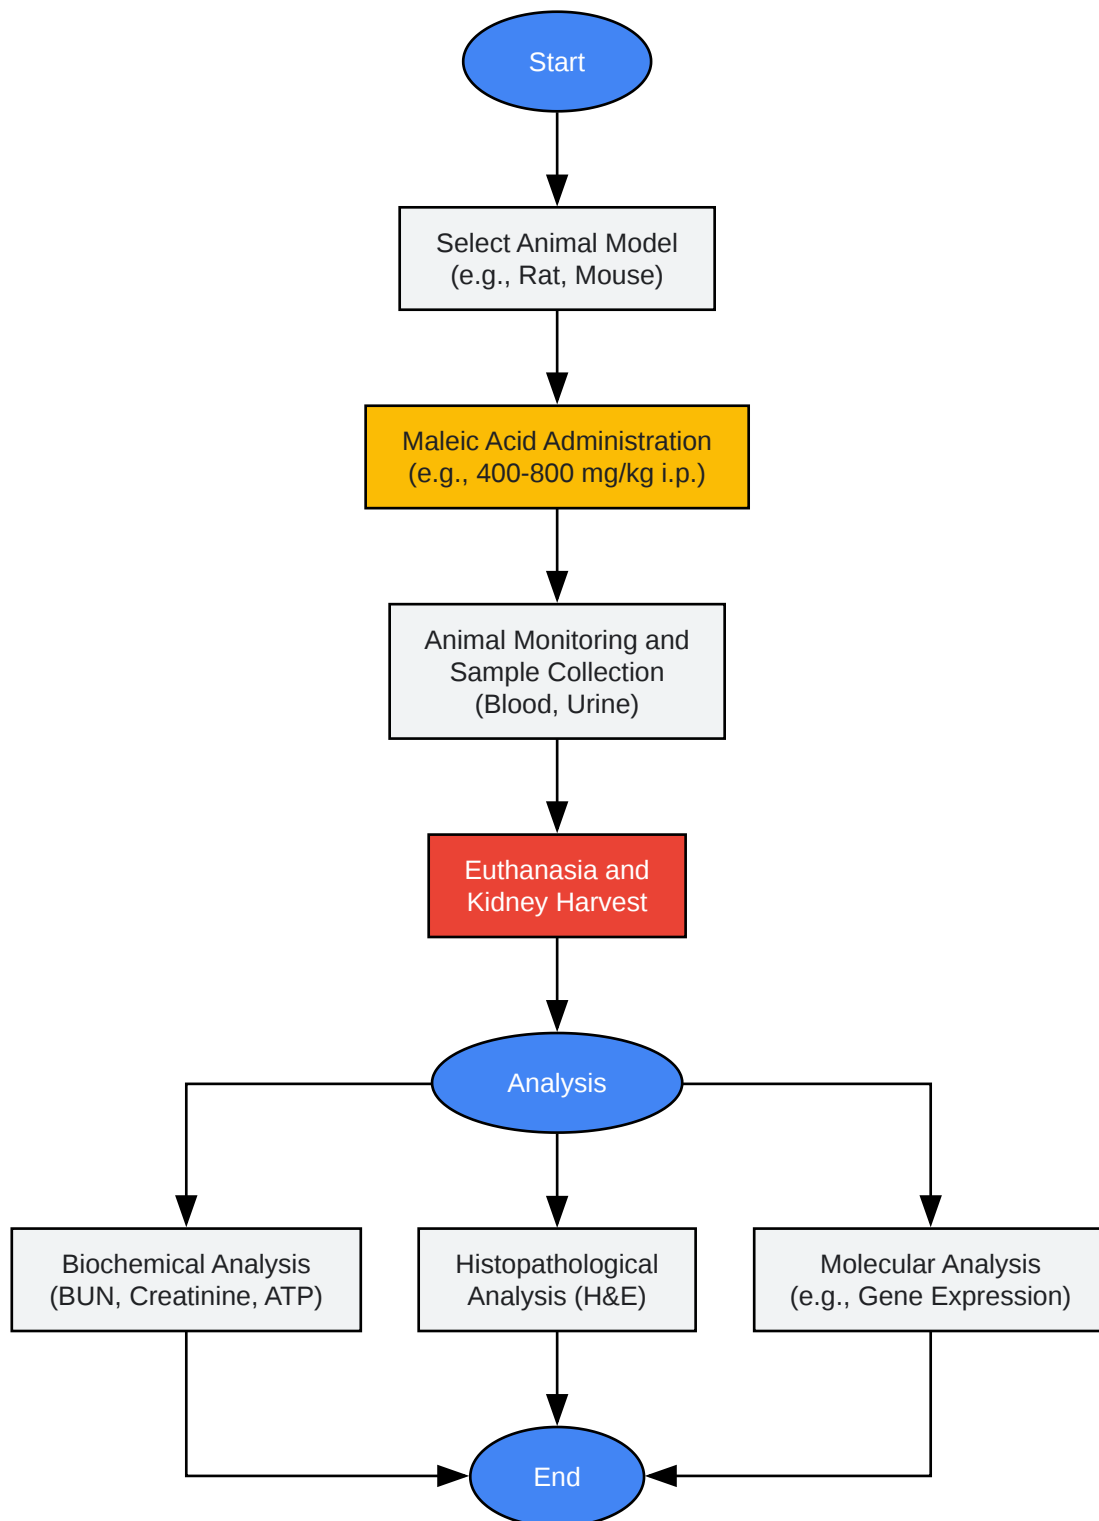 Start
Select Animal Model
(e.g., Rat, Mouse)
Maleic Acid Administration
(e.g., 400-800 mg/kg i.p.)
Animal Monitoring and
Sample Collection
(Blood, Urine)
Euthanasia and
Kidney Harvest
Analysis
Biochemical Analysis
(BUN, Creatinine, ATP)
Histopathological
Analysis (H&E)
Molecular Analysis
(e.g., Gene Expression)
End